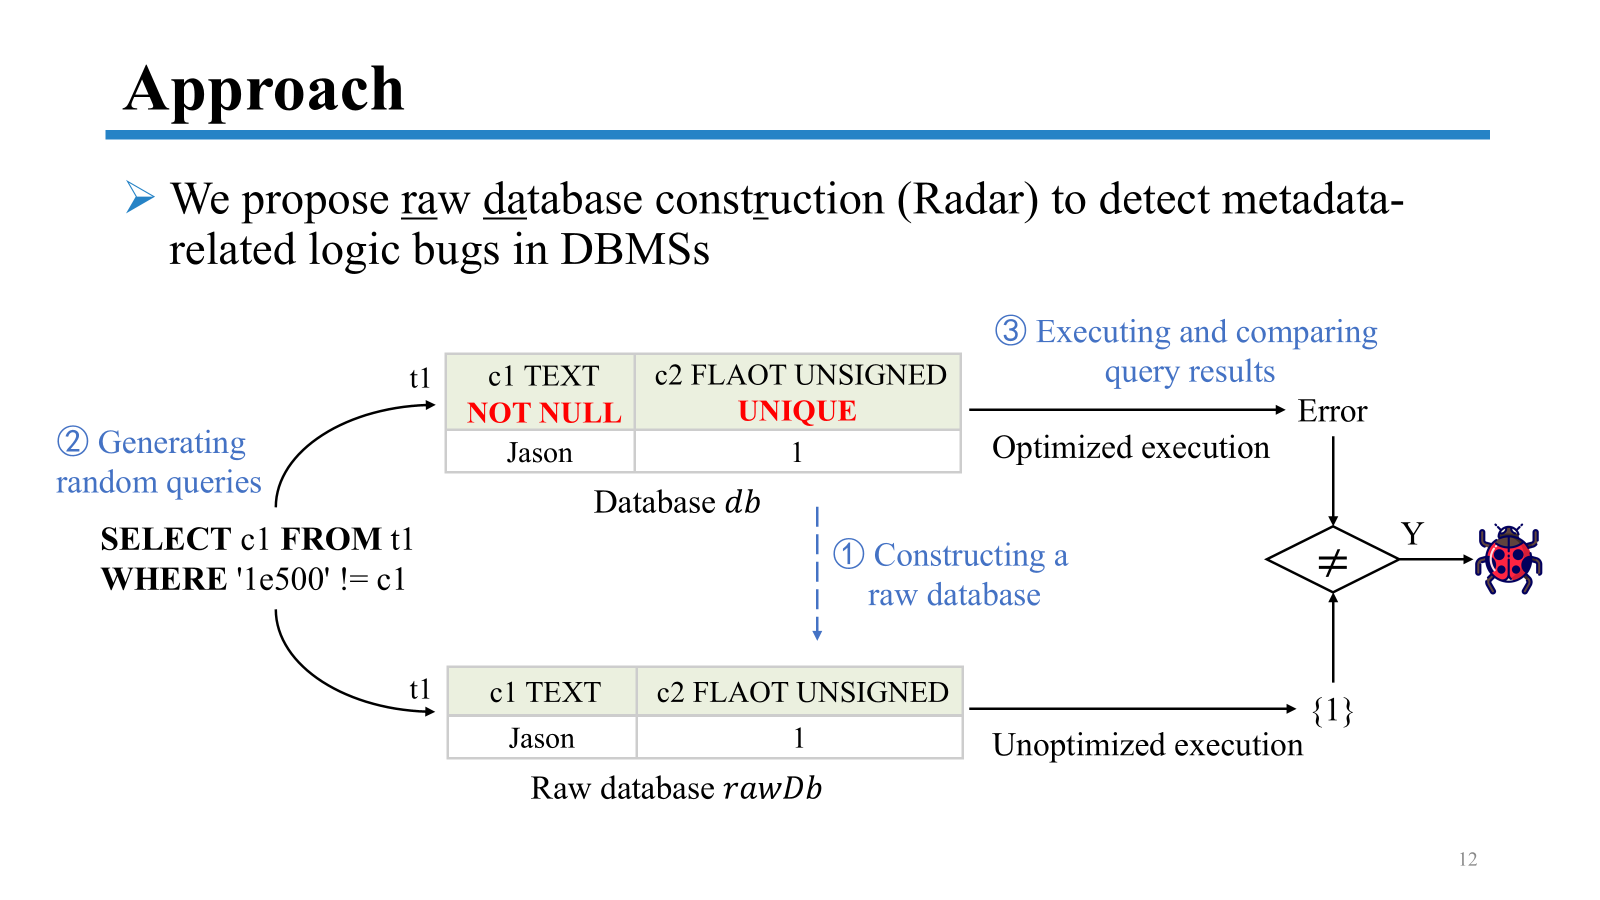 Approach
➢ We propose raw database construction (Radar) to detect metadata-
related logic bugs in DBMSs
③ Executing and comparing
query results
t1
c1 TEXT
NOT NULL
c2 FLAOT UNSIGNED
UNIQUE
Jason
1
Database db
Optimized execution
Error
② Generating
random queries
SELECT c1 FROM t1
WHERE '1e500' != c1
① Constructing a
raw database
≠
Y
t1
c1 TEXT
c2 FLAOT UNSIGNED
Jason
1
Raw database rawDb
Unoptimized execution
{1}
12